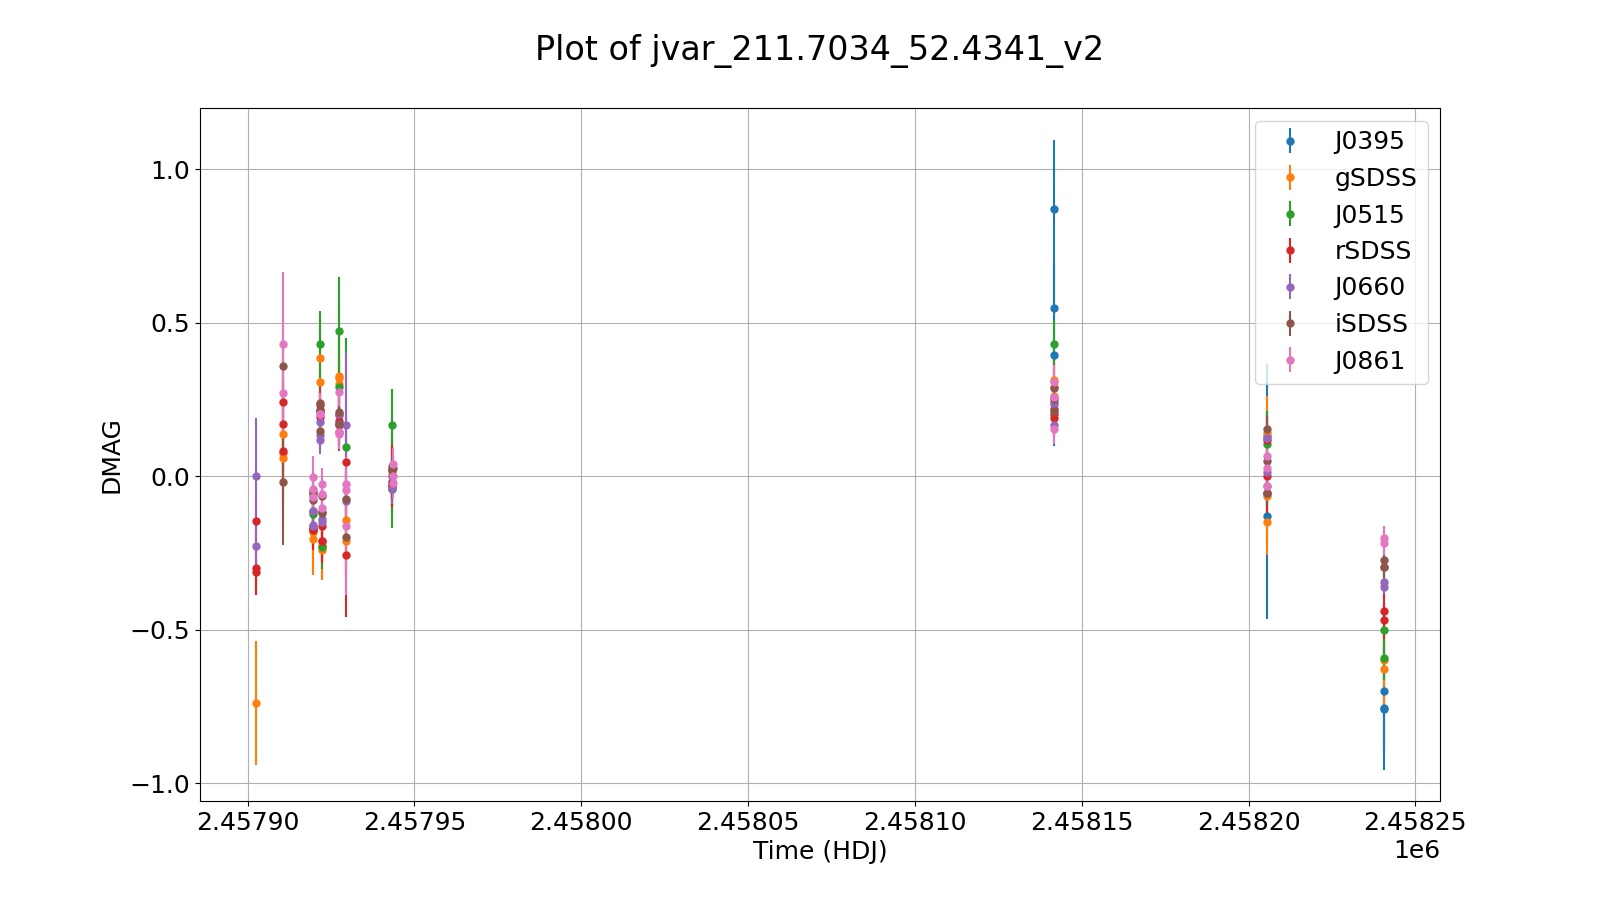 Plot of jvar_211.7034_52.4341_v2
DMAG
1.0
0.5
0.0
−0.5
−1.0
J0395
gSDSS
J0515
rSDSS
J0660
iSDSS
J0861
2.45790 2.45795 2.45800 2.45805 2.45810 2.45815 2.45820 2.45825
Time (HDJ)
1e6